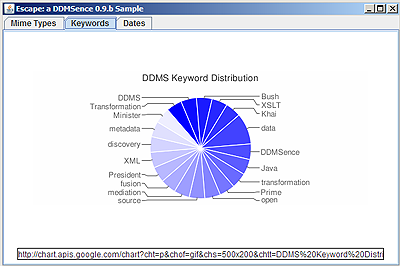 Escape: a DDMSence 0.9.b Sample
Mime Types Keywords Dates
DDMS Keyword Distribution
DDMS
Transformation
Minister
metadata
discovery
XML
President
fusion
mediation
source
Bush
XSLT
Khai
data
DDMSence
Java
transformation
Prime
open
http://chart.apis.google.com/chart?cht=p&chof=gif&chs=500x200&chtt=DDMS%20Keyword%20Distri